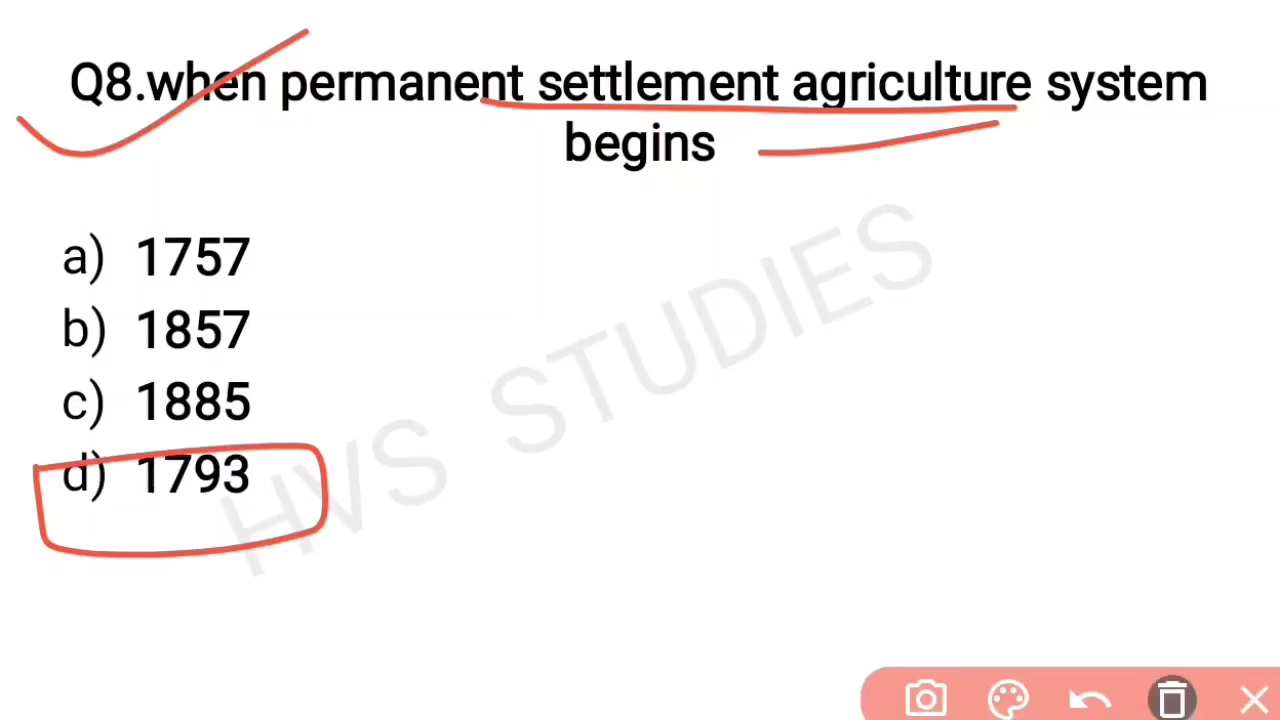 Q8.when permanent settlement agriculture system
begins
a) 1757
b) 1857
c) 1885
d) 1793
HVS STUDIES